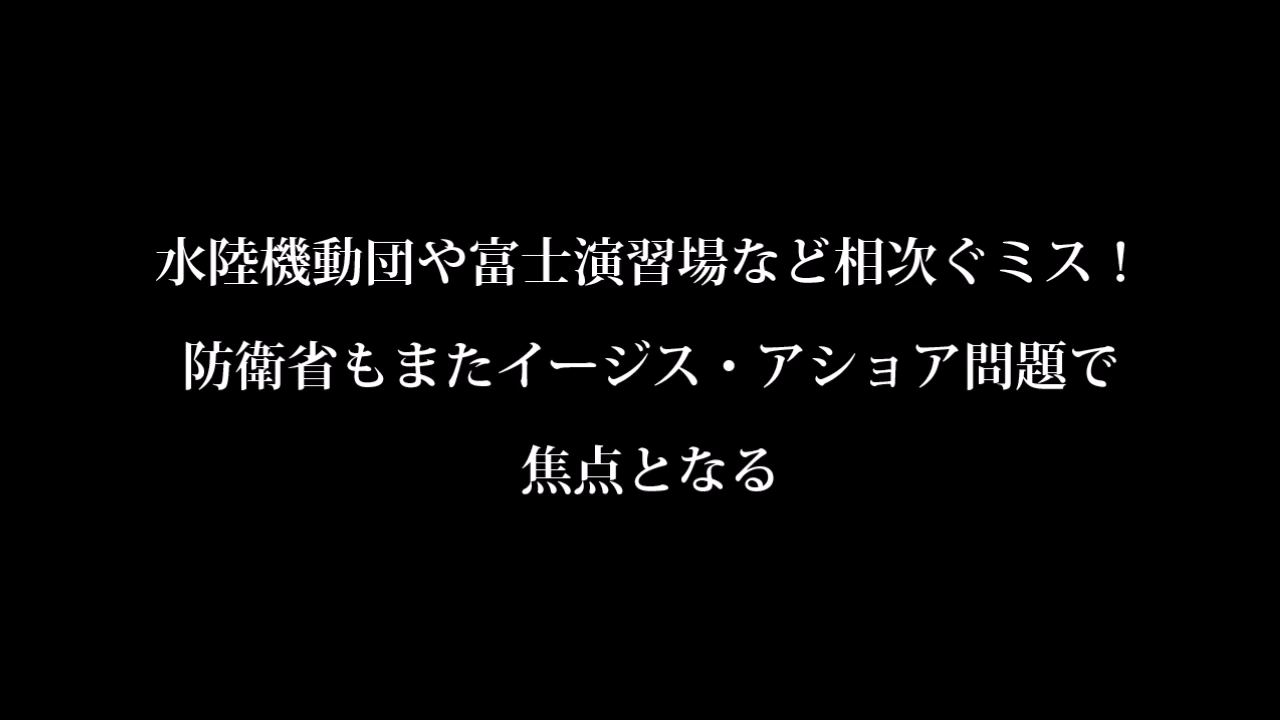 水陸機動団や富士演習場など相次ぐミス！
防衛省もまたイージス・アショア問題で
焦点となる